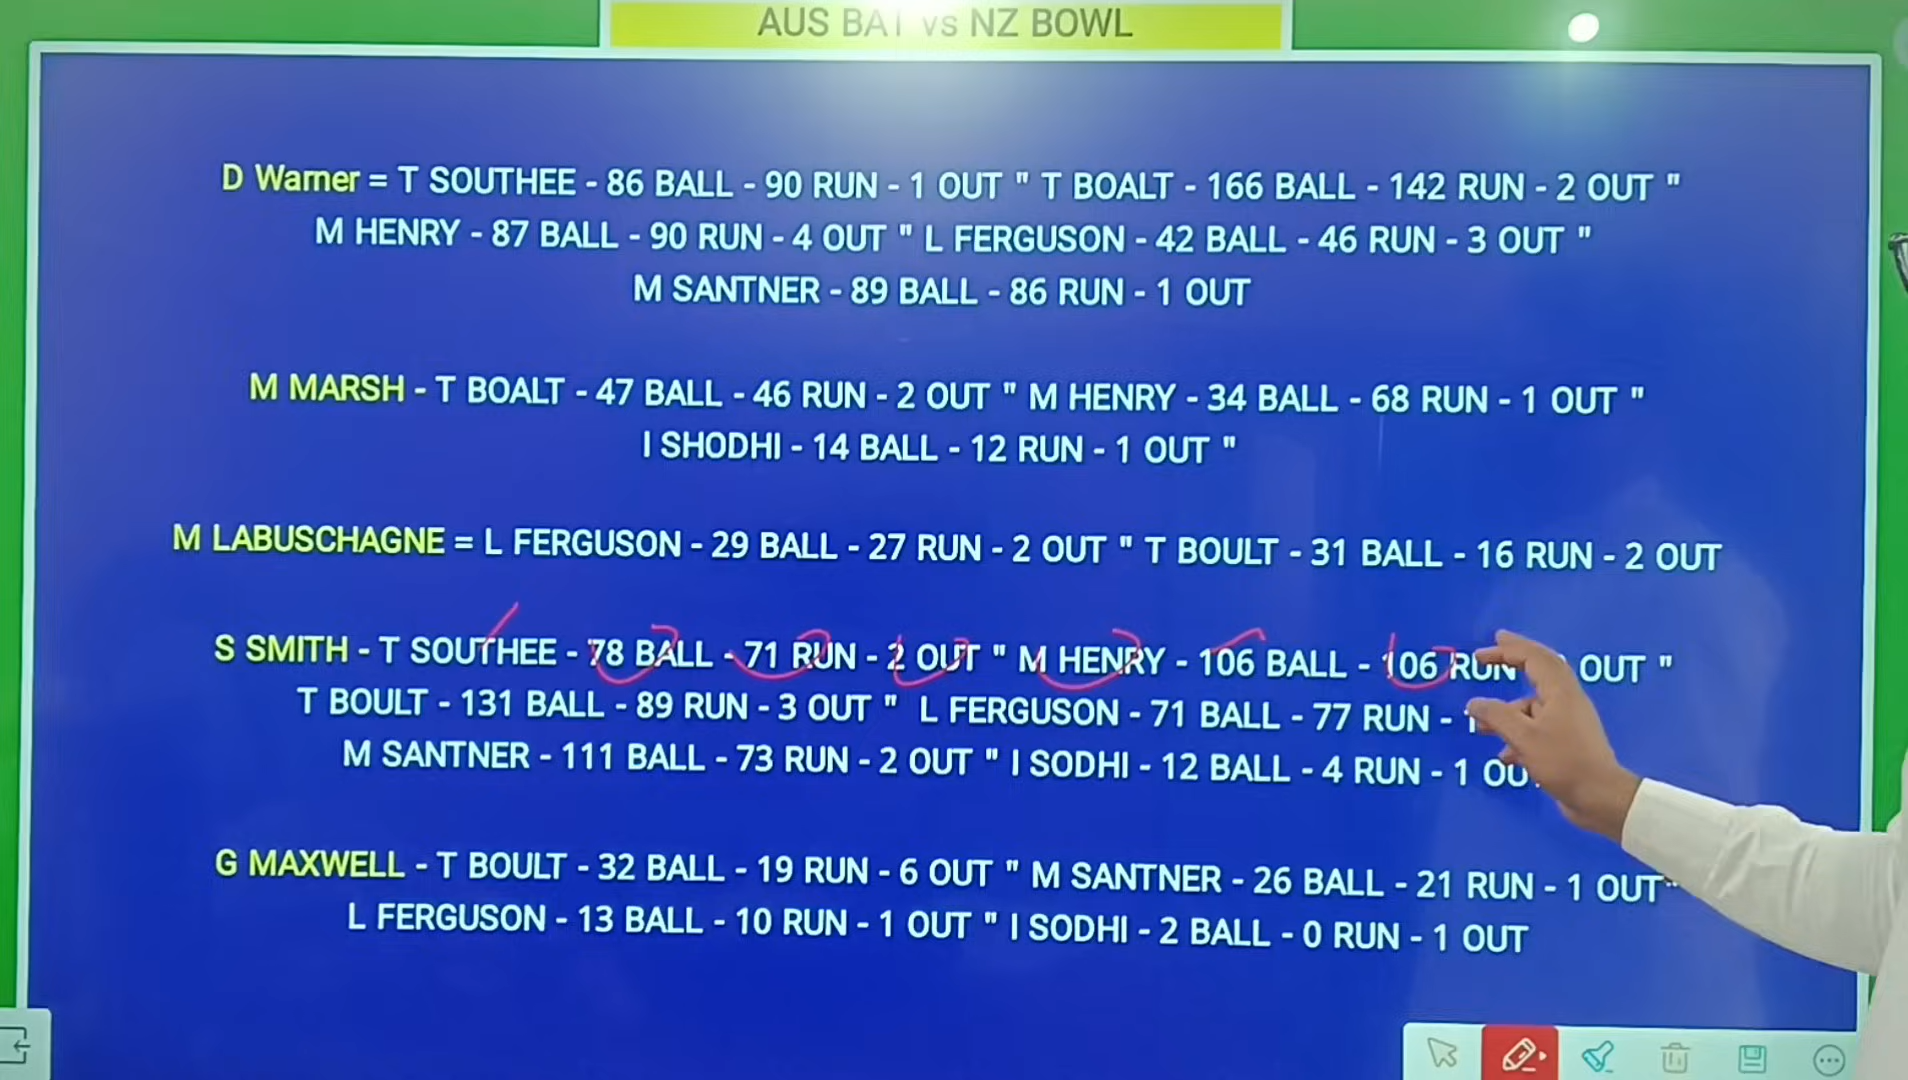 AUS BAT vs NZ BOWL
D Warner = T SOUTHEE - 86 BALL - 90 RUN - 1 OUT " T BOALT - 166 BALL - 142 RUN - 2 OUT "
M HENRY - 87 BALL - 90 RUN - 4 OUT " L FERGUSON - 42 BALL - 46 RUN - 3 OUT "
M SANTNER - 89 BALL - 86 RUN - 1 OUT
M MARSH - T BOALT - 47 BALL - 46 RUN - 2 OUT " M HENRY - 34 BALL - 68 RUN - 1 OUT "
I SHODHI - 14 BALL - 12 RUN - 1 OUT "
M LABUSCHAGNE = L FERGUSON - 29 BALL - 27 RUN - 2 OUT " T BOULT - 31 BALL - 16 RUN - 2 OUT
S SMITH - T SOUTHEE - 78 BALL - 71 RUN - 2 OUT " M HENRY - 106 BALL - 106 RUN OUT "
T BOULT - 131 BALL - 89 RUN - 3 OUT " L FERGUSON - 71 BALL - 77 RUN -
M SANTNER - 111 BALL - 73 RUN - 2 OUT " I SODHI - 12 BALL - 4 RUN - 1
G MAXWELL - T BOULT - 32 BALL - 19 RUN - 6 OUT " M SANTNER - 26 BALL - 21 RUN - 1 OUT "
L FERGUSON - 13 BALL - 10 RUN - 1 OUT " I SODHI - 2 BALL - 0 RUN - 1 OUT